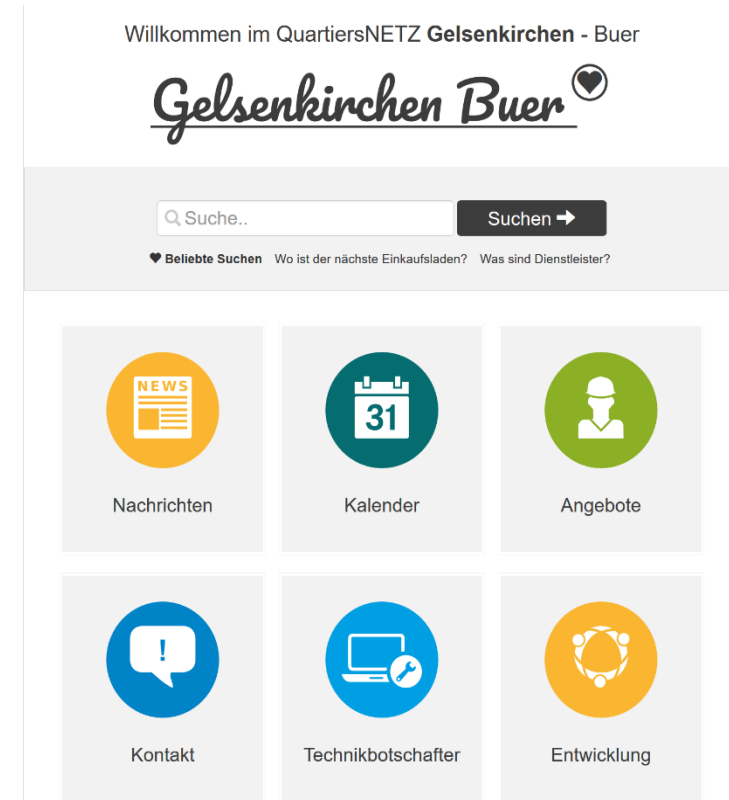 Willkommen im QuartiersNETZ Gelsenkirchen - Buer
Gelsenkirchen Buer
Suche..
Suchen
Beliebte Suchen Wo ist der nächste Einkaufsladen? Was sind Dienstleister?
NEWS
31
Nachrichten Kalender Angebote
!
Kontakt Technikbotschafter Entwicklung